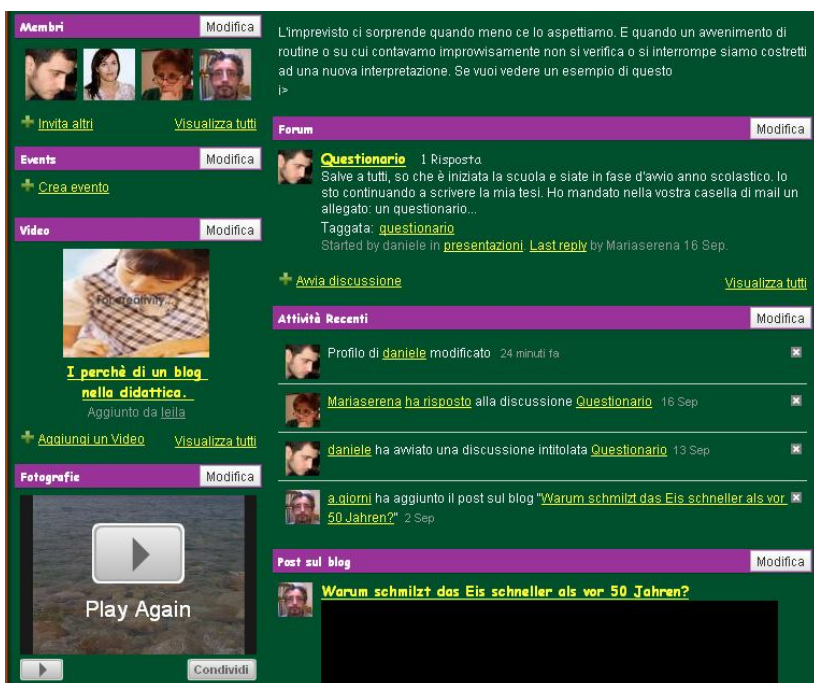 Membri
Modifica
Invita altri
Visualizza tutti
Events
Modifica
Crea evento
Video
Modifica
For creativity...
I perchè di un blog
nella didattica.
Aggiunto da leila
Aggiungi un Video
Visualizza tutti
Fotografie
Modifica
Play Again
Condividi
L'imprevisto ci sorprende quando meno ce lo aspettiamo. E quando un avvenimento di
routine o su cui contavamo improvvisamente non si verifica o si interrompe siamo costretti
ad una nuova interpretazione. Se vuoi vedere un esempio di questo
i>
Forum
Modifica
Questionario 1 Risposta
Salve a tutti, so che è iniziata la scuola e siate in fase d'avvio anno scolastico. Io
sto continuando a scrivere la mia tesi. Ho mandato nella vostra casella di mail un
allegato: un questionario...
Taggata: questionario
Started by daniele in presentazioni. Last reply by Mariaserena 16 Sep.
Avvia discussione
Visualizza tutti
Attività Recenti
Modifica
Profilo di daniele modificato 24 minuti fa
Mariaserena ha risposto alla discussione Questionario 16 Sep
daniele ha avviato una discussione intitolata Questionario 13 Sep
a.giorni ha aggiunto il post sul blog "Warum schmilzt das Eis schneller als vor
50 Jahren?" 2 Sep
Post sul blog
Modifica
Warum schmilzt das Eis schneller als vor 50 Jahren?